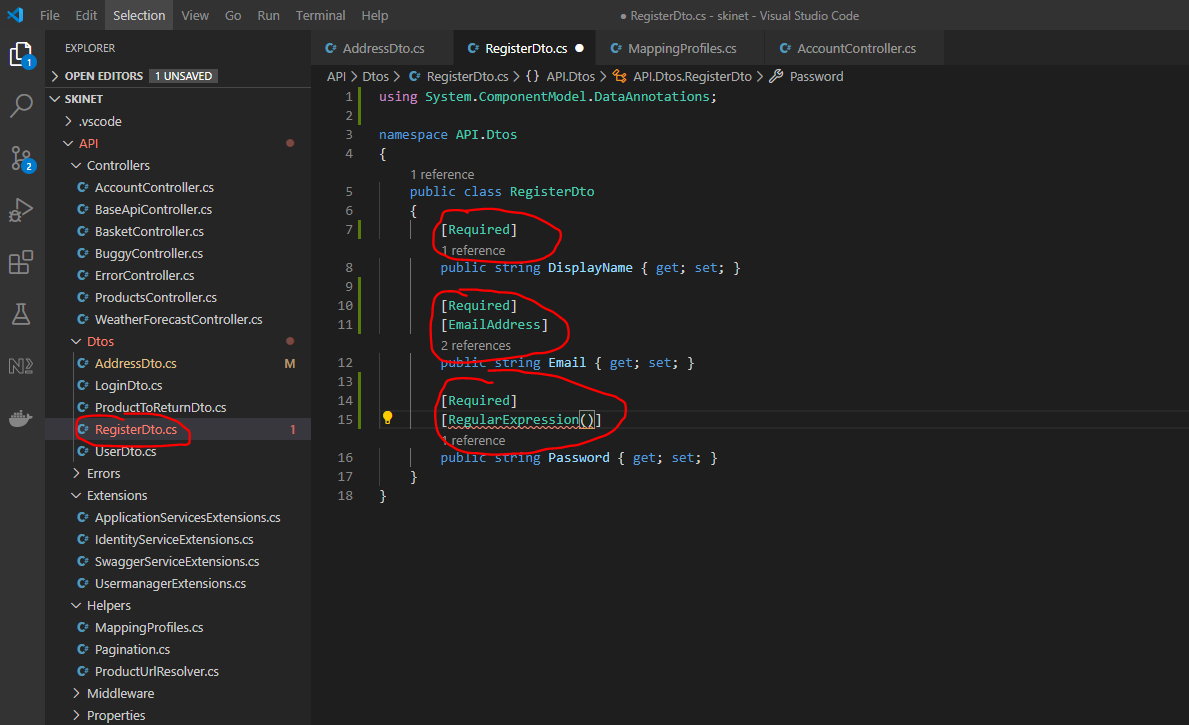 File Edit Selection View Go Run Terminal Help
● RegisterDto.cs - skinet - Visual Studio Code
EXPLORER
OPEN EDITORS 1 UNSAVED
SKINET
.vscode
API
Controllers
C# AccountController.cs
C# BaseApiController.cs
C# BasketController.cs
C# BuggyController.cs
C# ErrorController.cs
C# ProductsController.cs
C# WeatherForecastController.cs
Dtos
C# AddressDto.cs M
C# LoginDto.cs
C# ProductToReturnDto.cs
C# RegisterDto.cs 1
C# UserDto.cs
Errors
Extensions
C# ApplicationServicesExtensions.cs
C# IdentityServiceExtensions.cs
C# SwaggerServiceExtensions.cs
C# UsermanagerExtensions.cs
Helpers
C# MappingProfiles.cs
C# Pagination.cs
C# ProductUrlResolver.cs
Middleware
Properties
1
2
C# AddressDto.cs
C# RegisterDto.cs ●
C# MappingProfiles.cs
C# AccountController.cs
API > Dtos > C# RegisterDto.cs > {} API.Dtos > API.Dtos.RegisterDto > Password
1 using System.ComponentModel.DataAnnotations;
2
3 namespace API.Dtos
4 {
1 reference
5 public class RegisterDto
6 {
7 [Required]
1 reference
8 public string DisplayName { get; set; }
9
10 [Required]
11 [EmailAddress]
2 references
12 public string Email { get; set; }
13
14 [Required]
15 [RegularExpression()]
1 reference
16 public string Password { get; set; }
17 }
18 }